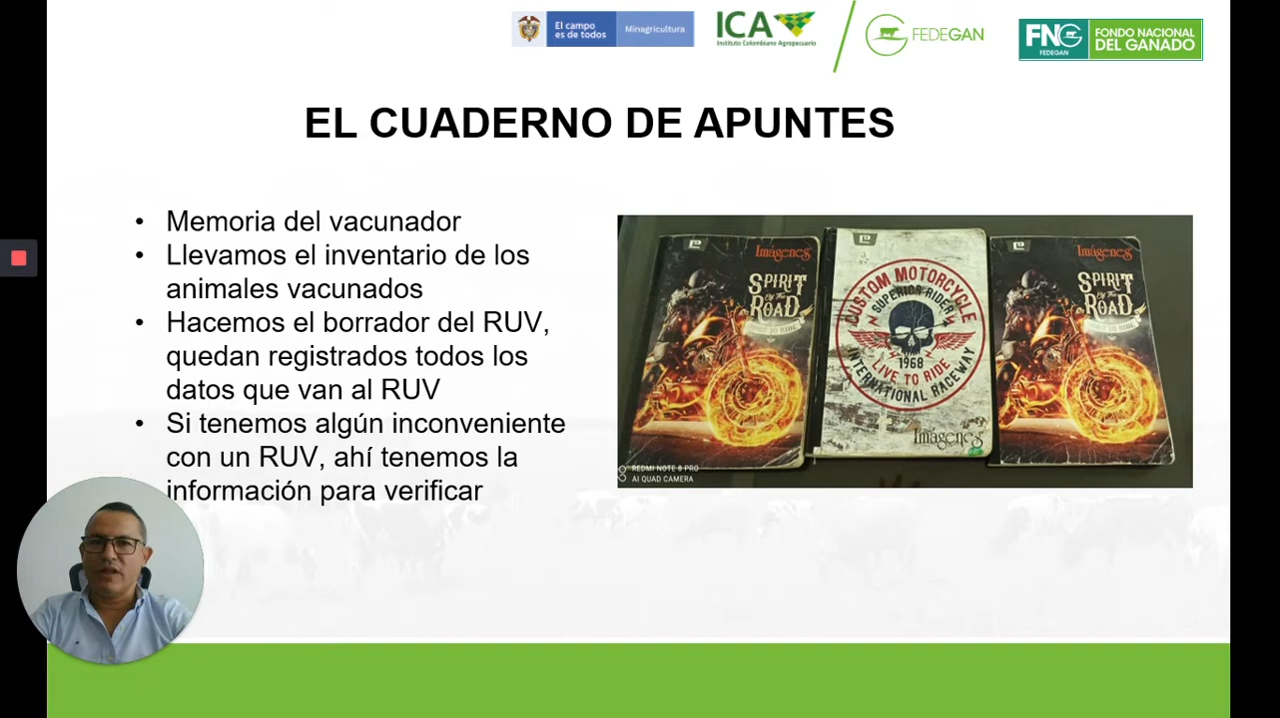 El campo
es de todos
Minagricultura
ICA
Instituto Colombiano Agropecuario
FEDEGAN
FNG
FEDEGAN
FONDO NACIONAL
DEL GANADO
EL CUADERNO DE APUNTES
• Memoria del vacunador
• Llevamos el inventario de los
animales vacunados
• Hacemos el borrador del RUV,
quedan registrados todos los
datos que van al RUV
• Si tenemos algún inconveniente
con un RUV, ahí tenemos la
información para verificar
Imágenes
SPIRIT
Of The
ROAD
CUSTOM MOTORCYCLE
SUPERIOR RIDER
1968
LIVE TO RIDE
INTERNATIONAL RACEWAY
Imágenes
Imágenes
SPIRIT
Of The
ROAD
REDMI NOTE 8 PRO
AI QUAD CAMERA